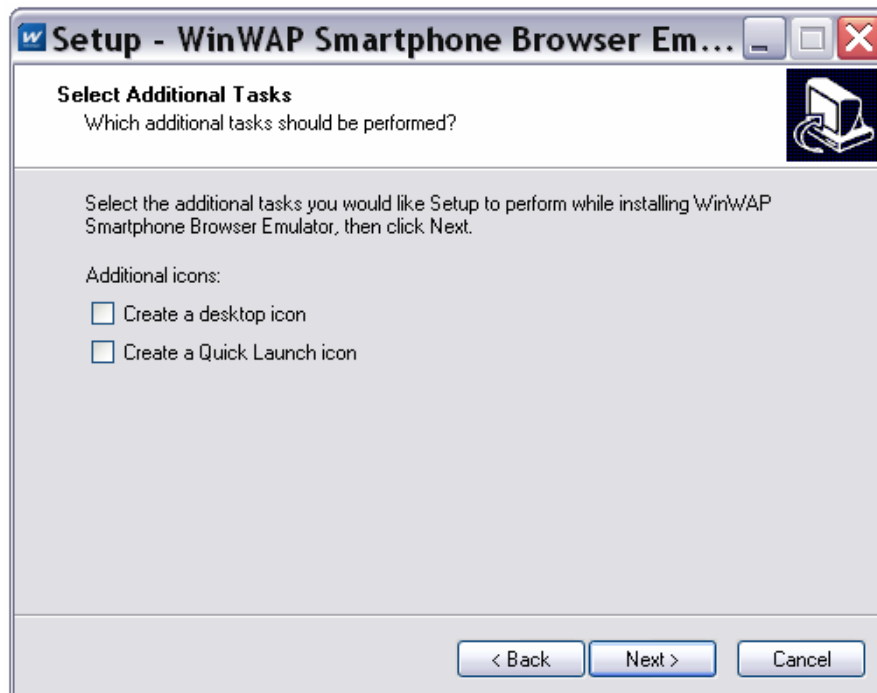 Setup - WinWAP Smartphone Browser Em...
Select Additional Tasks
Which additional tasks should be performed?
Select the additional tasks you would like Setup to perform while installing WinWAP
Smartphone Browser Emulator, then click Next.
Additional icons:
Create a desktop icon
Create a Quick Launch icon
< Back Next > Cancel